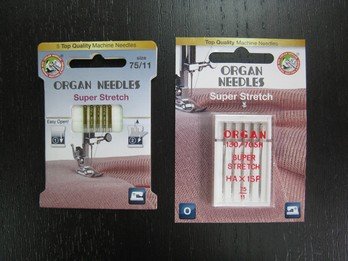 5 Top Quality Machine Needles
size
75/11
ORGAN NEEDLES
Super Stretch
Easy Open!
Top Quality Machine Needles
ORGAN
NEEDLES
Super Stretch
5
ORGAN
130/705H
SUPER
STRETCH
HA×1SP
75
11